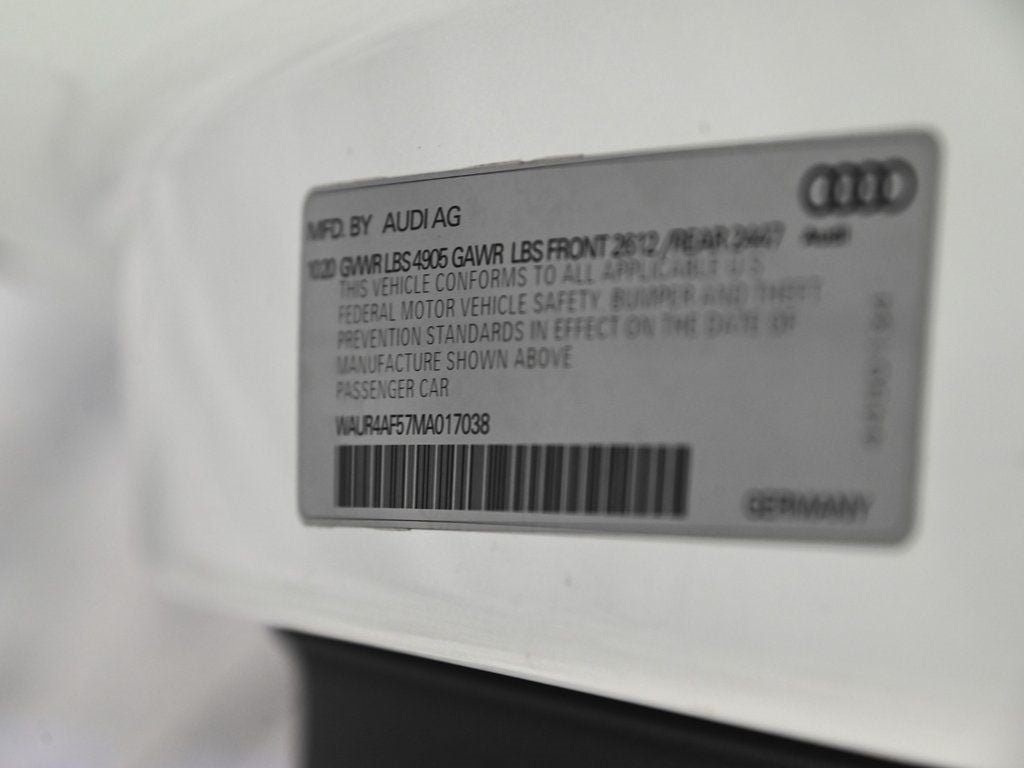 MFD. BY AUDI AG
10.20 GVWR LBS 4905 GAWR LBS FRONT 2612 /REAR 2447 Audi
THIS VEHICLE CONFORMS TO ALL APPLICABLE U.S.
FEDERAL MOTOR VEHICLE SAFETY, BUMPER AND THEFT
PREVENTION STANDARDS IN EFFECT ON THE DATE OF
MANUFACTURE SHOWN ABOVE
PASSENGER CAR
WAUR4AF57MA017038
GERMANY